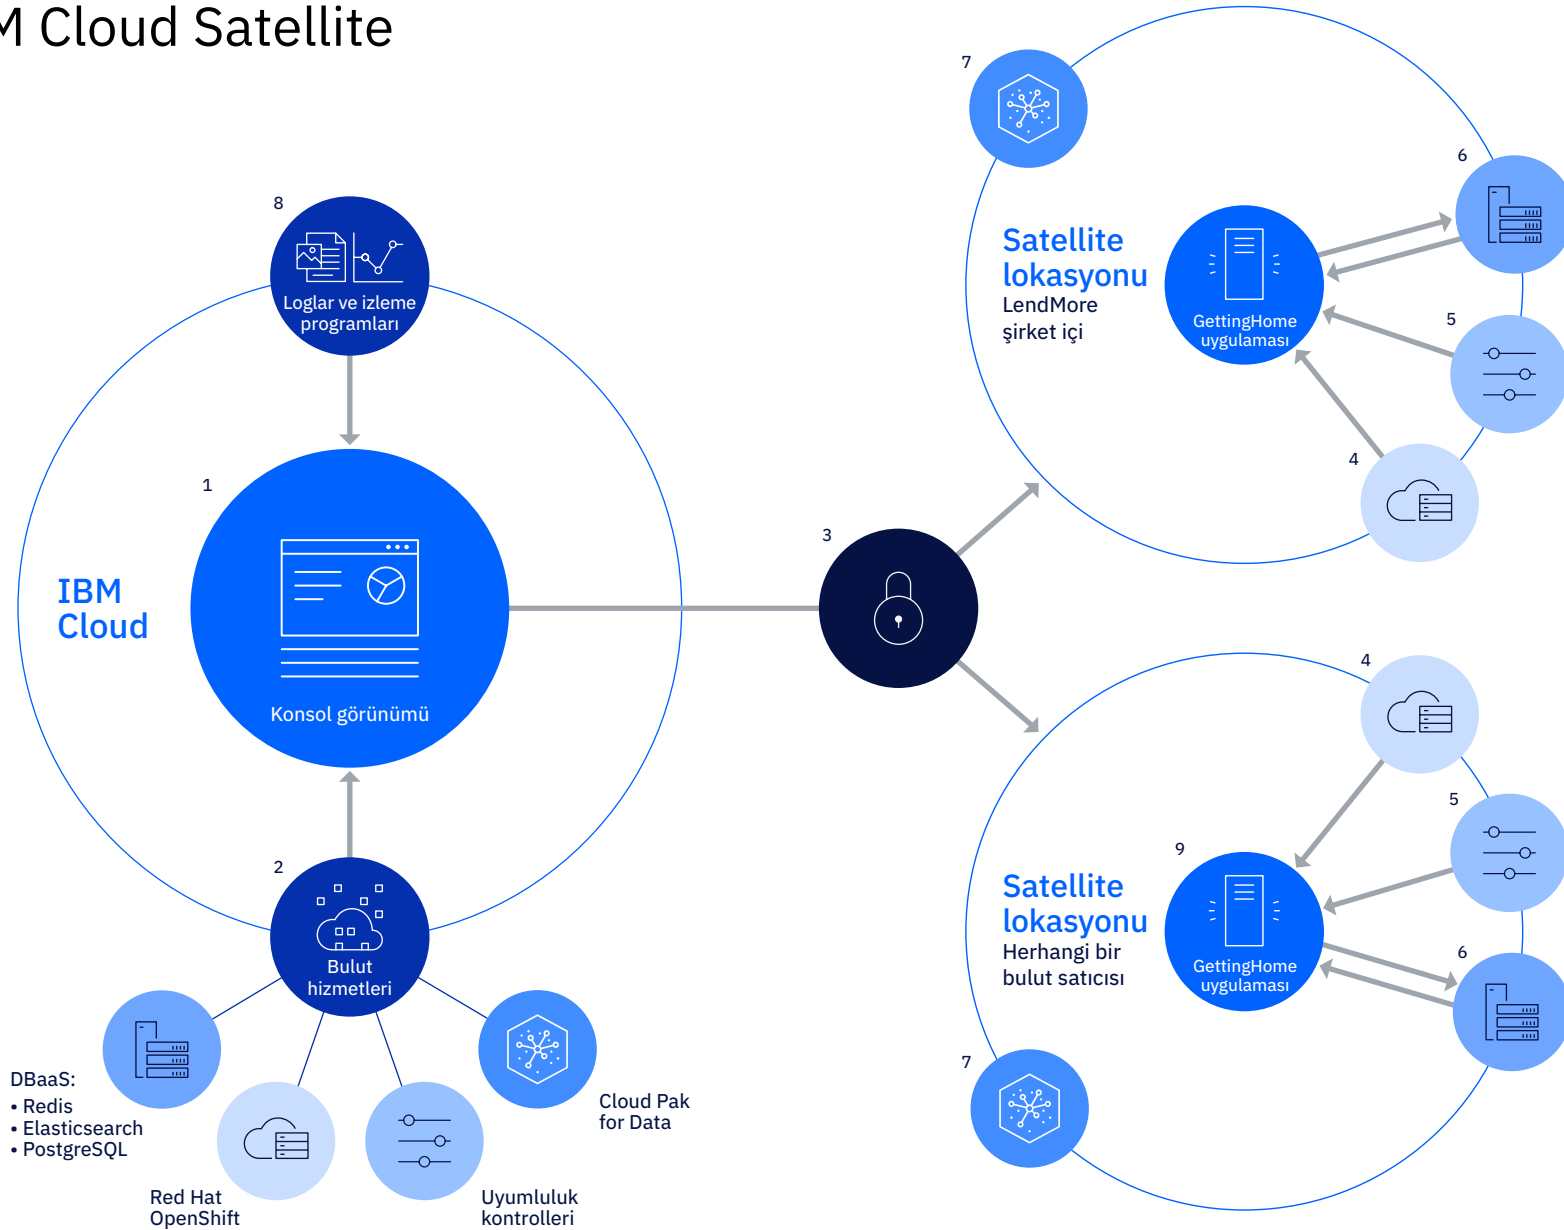 M Cloud Satellite
8
Loglar ve izleme
programları
1
IBM
Cloud
Konsol görünümü
2
Bulut
hizmetleri
DBaaS:
• Redis
• Elasticsearch
• PostgreSQL
Red Hat
OpenShift
Uyumluluk
kontrolleri
Cloud Pak
for Data
3
7
6
Satellite
lokasyonu
LendMore
şirket içi
GettingHome
uygulaması
5
4
4
5
9
Satellite
lokasyonu
Herhangi bir
bulut satıcısı
GettingHome
uygulaması
6
7